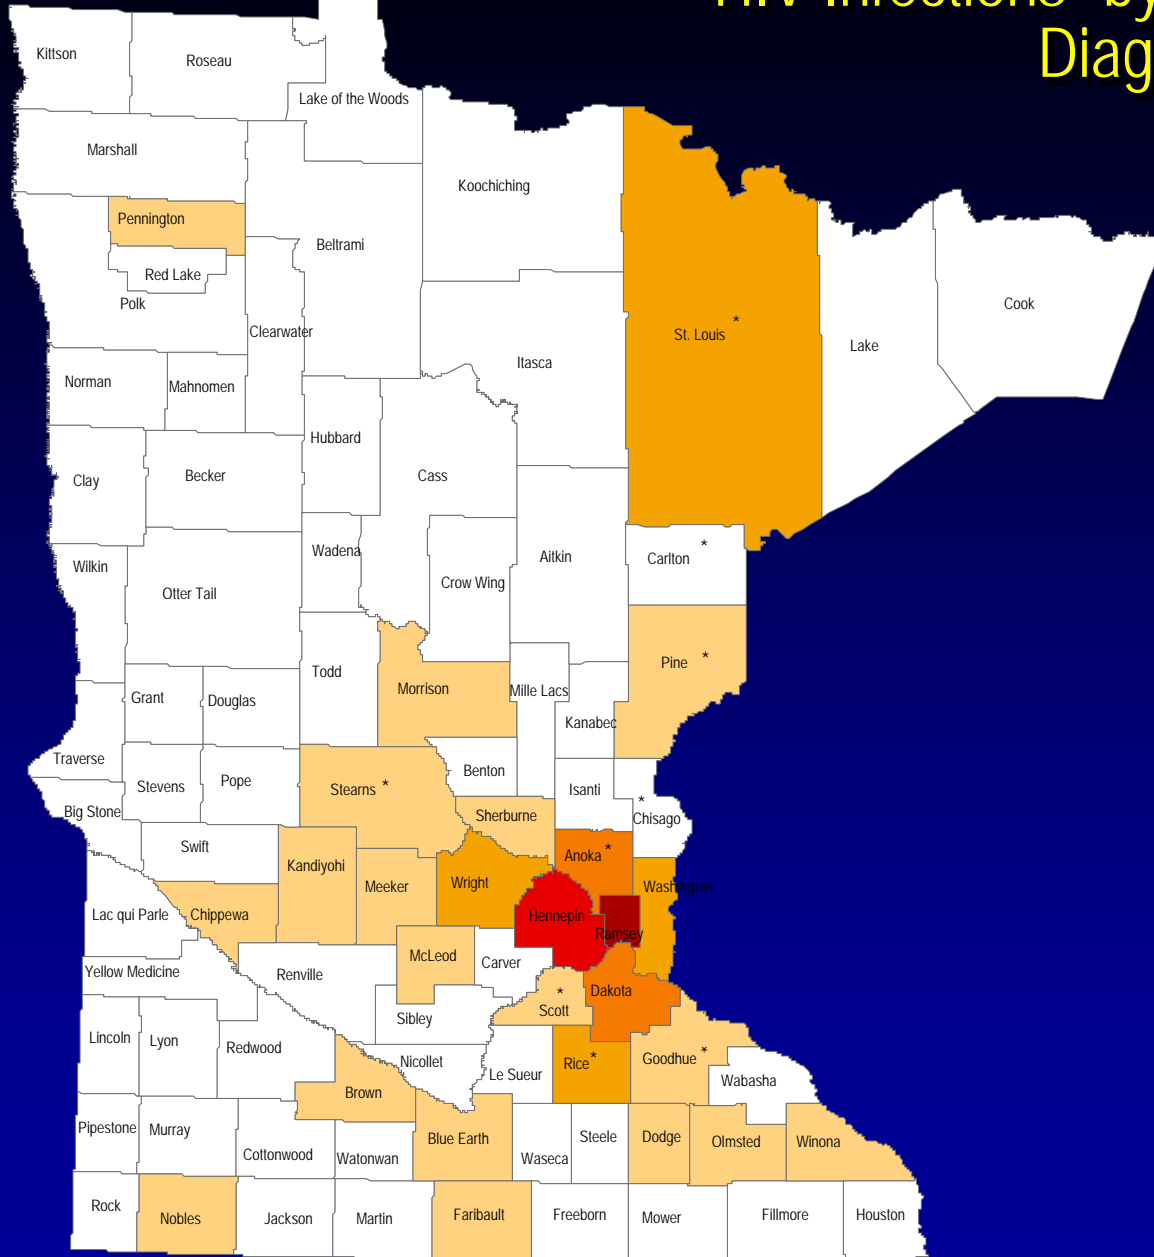 HIV Infections* by
Diag
Kittson
Roseau
Lake of the Woods
Marshall
Koochiching
Pennington
Beltrami
Red Lake
Polk
Cook
Clearwater
St. Louis *
Lake
Itasca
Norman
Mahnomen
Hubbard
Cass
Becker
Clay
Wadena
Aitkin
Carlton *
Wilkin
Crow Wing
Otter Tail
Pine *
Todd
Morrison
Mille Lacs
Grant
Douglas
Kanabec
Traverse
Benton
Stevens
Pope
Stearns *
Isanti
Big Stone
Sherburne
*
Chisago
Swift
Anoka *
Kandiyohi
Meeker
Wright
Washington
Lac qui Parle
Chippewa
Hennepin
Ramsey
McLeod
Carver
Yellow Medicine
Renville
Dakota
*
Scott
Sibley
Lincoln
Lyon
Redwood
Nicollet
Rice *
Goodhue *
Le Sueur
Wabasha
Brown
Pipestone
Murray
Blue Earth
Steele
Dodge
Olmsted
Winona
Cottonwood
Watonwan
Waseca
Rock
Nobles
Jackson
Martin
Faribault
Freeborn
Mower
Fillmore
Houston